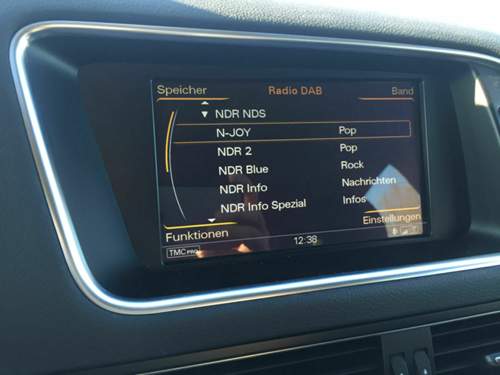 Speicher Radio DAB Band
NDR NDS
N-JOY Pop
NDR 2 Pop
NDR Blue Rock
NDR Info Nachrichten
NDR Info Spezial Infos
Funktionen Einstellungen
TMC PRO 12:38